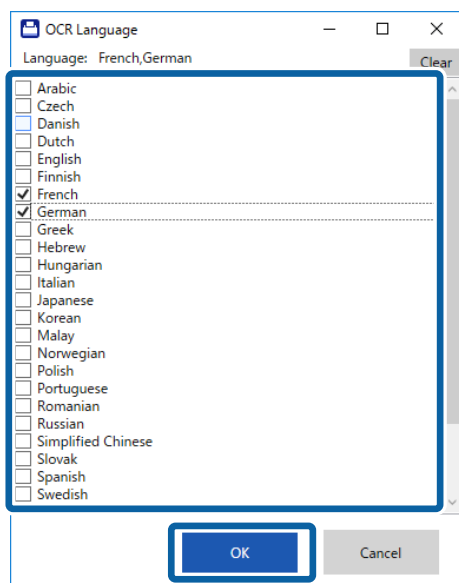 OCR Language
Language: French,German
Clear
Arabic
Czech
Danish
Dutch
English
Finnish
French
German
Greek
Hebrew
Hungarian
Italian
Japanese
Korean
Malay
Norwegian
Polish
Portuguese
Romanian
Russian
Simplified Chinese
Slovak
Spanish
Swedish
OK
Cancel